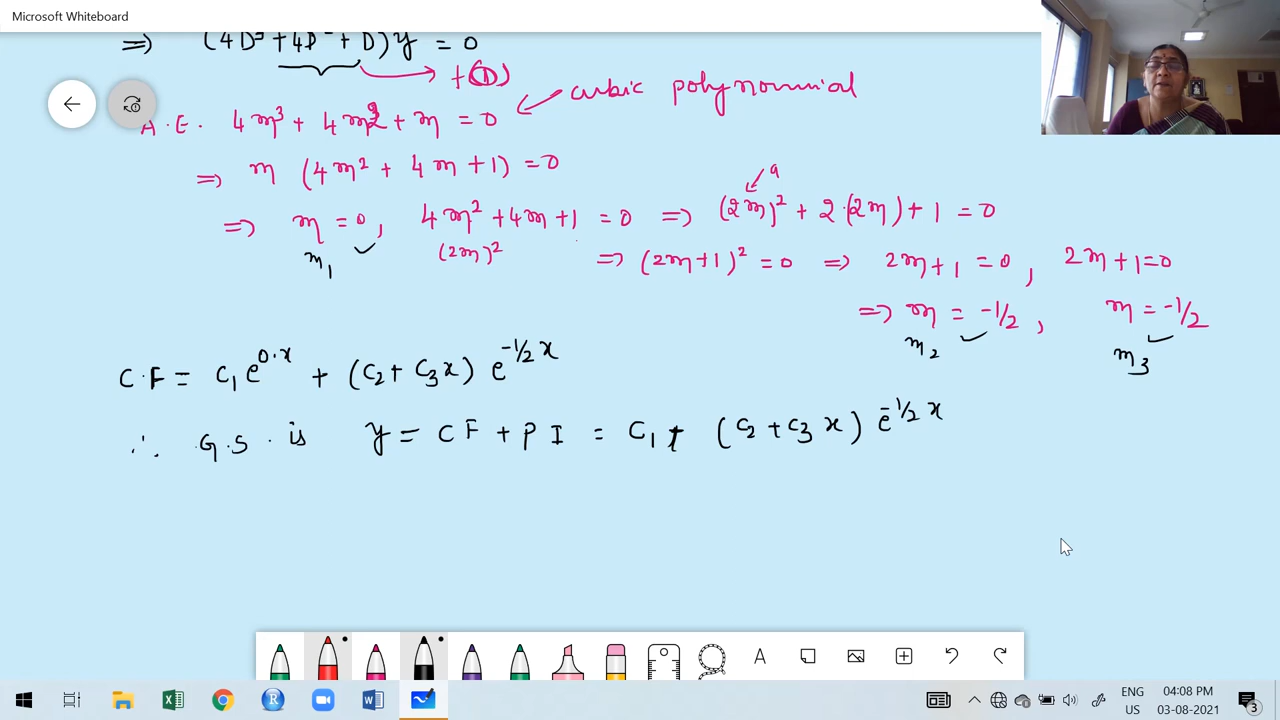 Microsoft Whiteboard
⇒ (4D³ + 4D² + D)y = 0
f(D)
cubic polynomial
A.E. 4m³ + 4m² + m = 0
⇒ m (4m² + 4m + 1) = 0
a
⇒ m = 0, 4m² + 4m + 1 = 0 ⇒ (2m)² + 2·(2m) + 1 = 0
m₁ (2m)² ⇒ (2m+1)² = 0 ⇒ 2m+1 = 0, 2m+1=0
⇒ m = -1/2, m = -1/2
m₂ m₃
C.F = C₁e^{0·x} + (C₂ + C₃x) e^{-1/2 x}
∴ G.S. is y = CF + PI = C₁ + (C₂ + C₃ x) e^{-1/2 x}
A
ENG 04:08 PM
US 03-08-2021
3